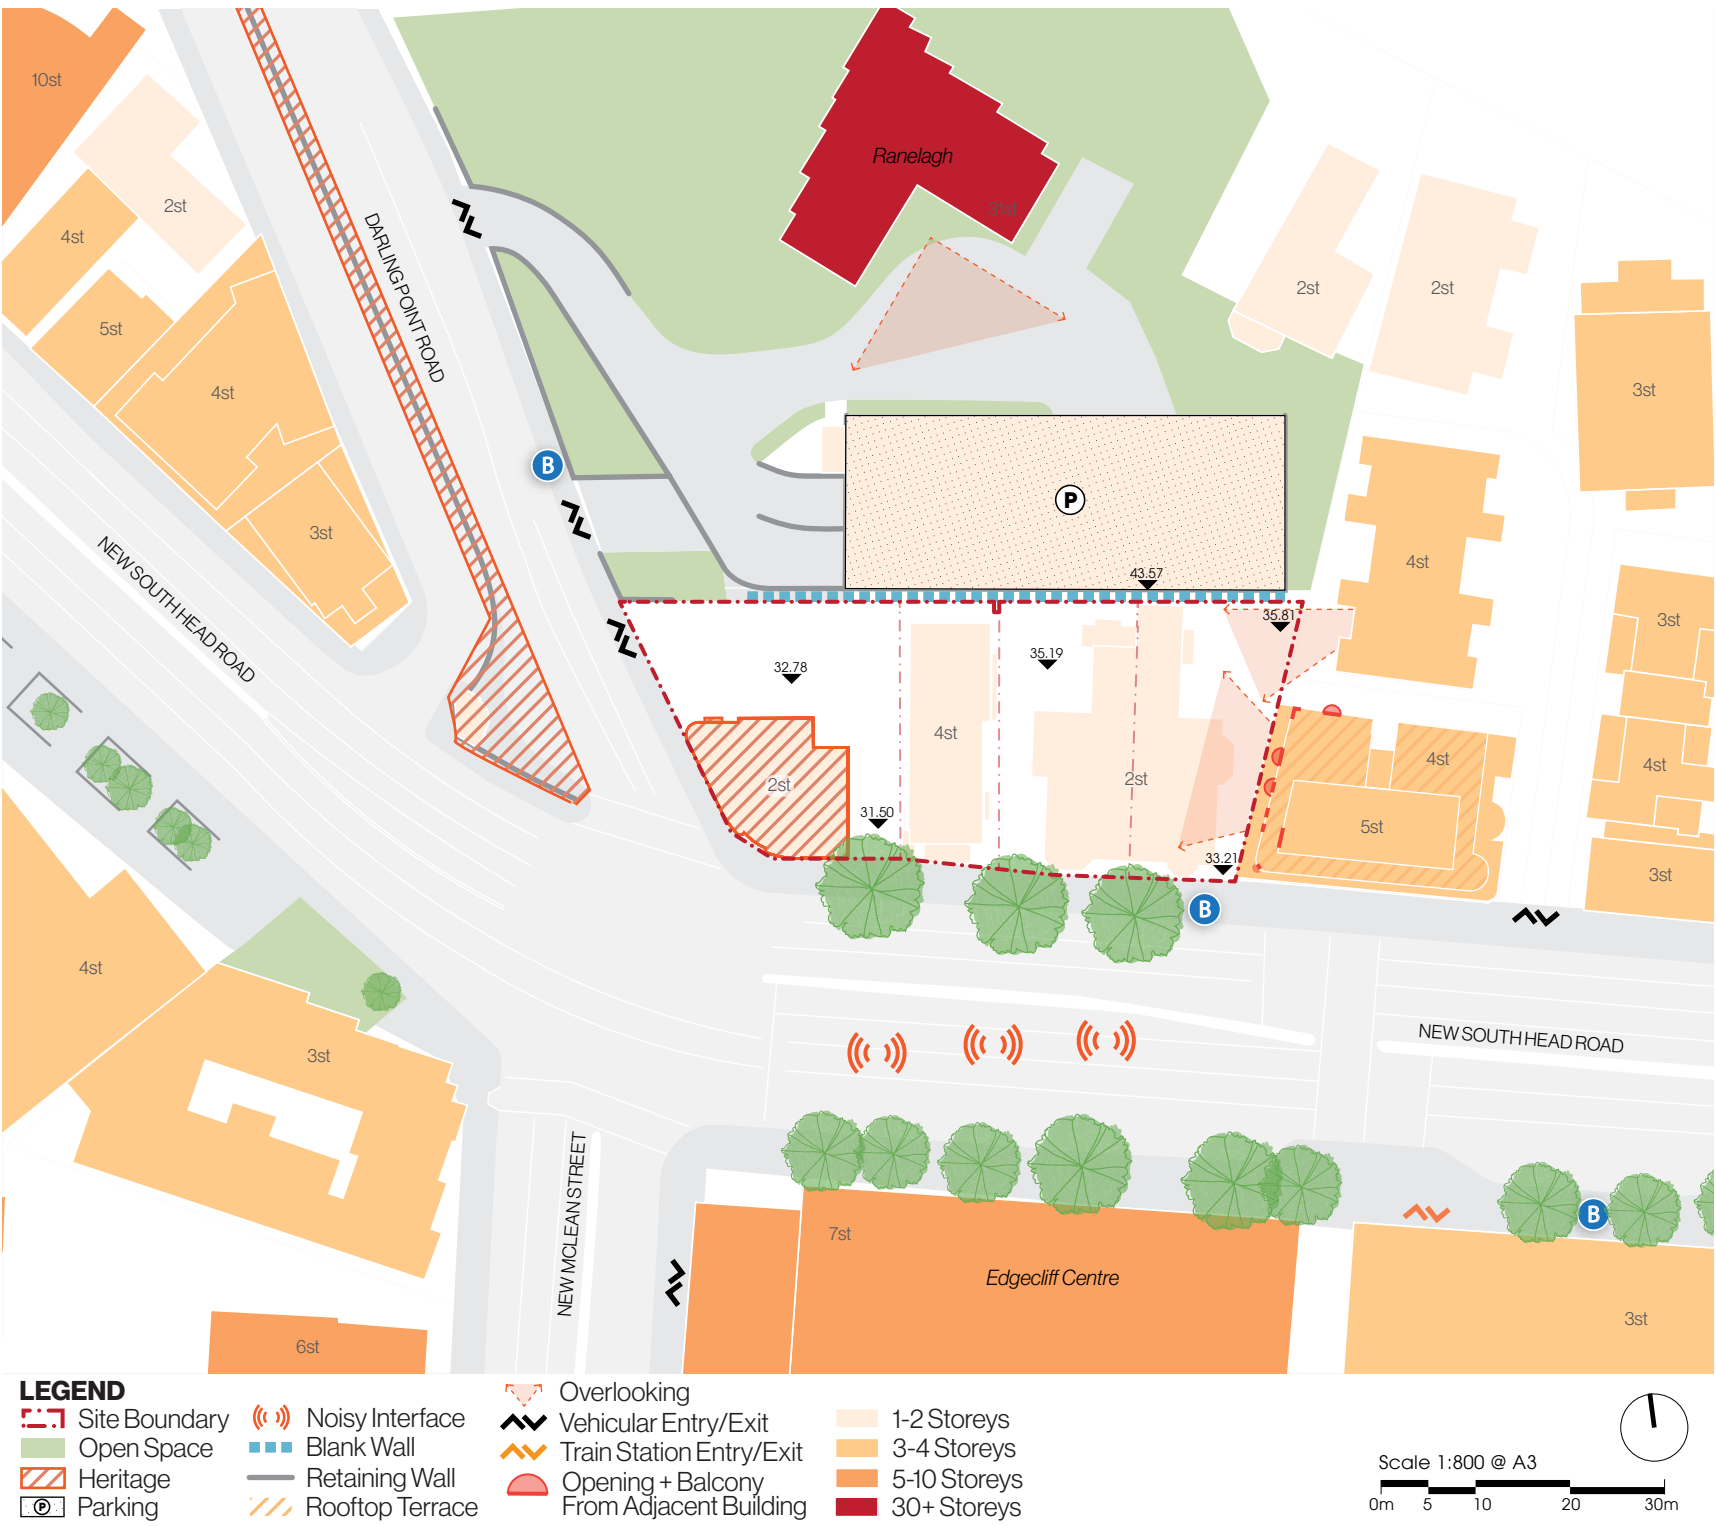 10st
Ranelagh
31st
2st
4st
DARLING POINT ROAD
2st
2st
5st
4st
3st
B
P
3st
4st
NEW SOUTH HEAD ROAD
43.57
35.81
3st
32.78
35.19
4st
2st
2st
4st
4st
31.50
5st
33.21
3st
B
4st
3st
NEW SOUTH HEAD ROAD
NEW MCLEAN STREET
7st
B
Edgecliff Centre
3st
6st
LEGEND
Site Boundary
Open Space
Heritage
P Parking
Noisy Interface
Blank Wall
Retaining Wall
Rooftop Terrace
Overlooking
Vehicular Entry/Exit
Train Station Entry/Exit
Opening + Balcony
From Adjacent Building
1-2 Storeys
3-4 Storeys
5-10 Storeys
30+ Storeys
Scale 1:800 @ A3
0m 5 10 20 30m